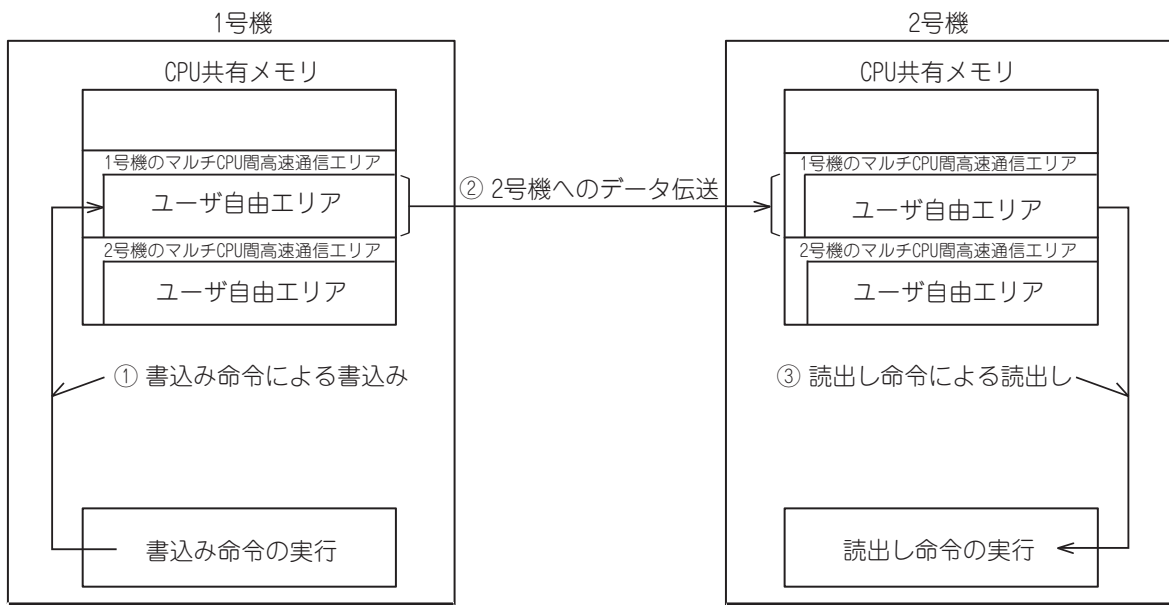 1号機
CPU共有メモリ
1号機のマルチCPU間高速通信エリア
ユーザ自由エリア
2号機のマルチCPU間高速通信エリア
ユーザ自由エリア
① 書込み命令による書込み
書込み命令の実行
② 2号機へのデータ伝送
2号機
CPU共有メモリ
1号機のマルチCPU間高速通信エリア
ユーザ自由エリア
2号機のマルチCPU間高速通信エリア
ユーザ自由エリア
③ 読出し命令による読出し
読出し命令の実行